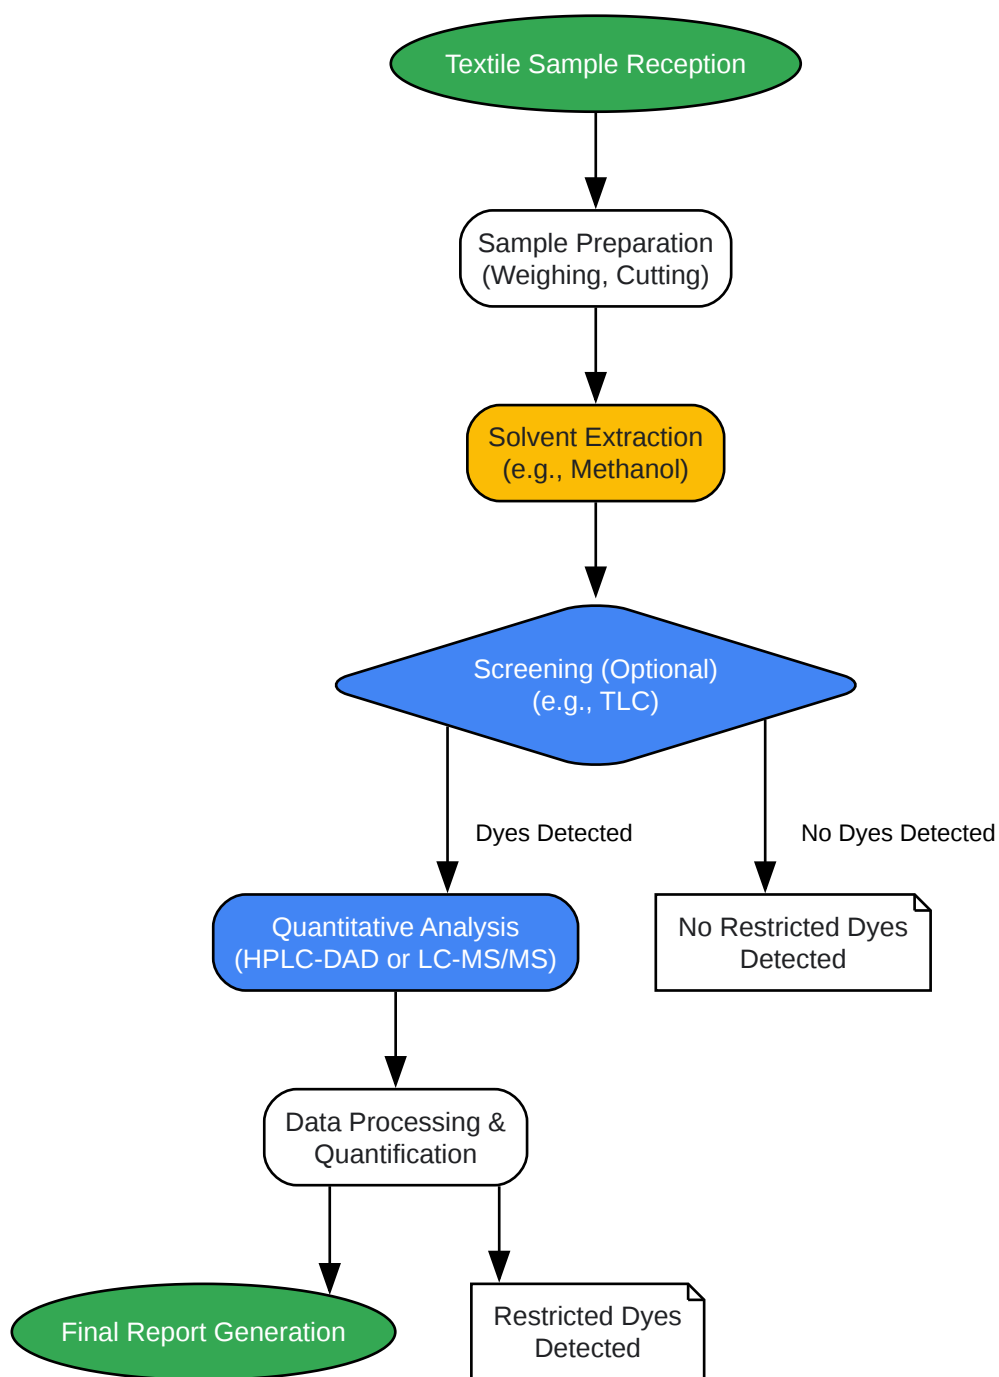 Textile Sample Reception
Sample Preparation
(Weighing, Cutting)
Solvent Extraction
(e.g., Methanol)
Screening (Optional)
(e.g., TLC)
Dyes Detected
No Dyes Detected
Quantitative Analysis
(HPLC-DAD or LC-MS/MS)
No Restricted Dyes
Detected
Data Processing &
Quantification
Final Report Generation
Restricted Dyes
Detected